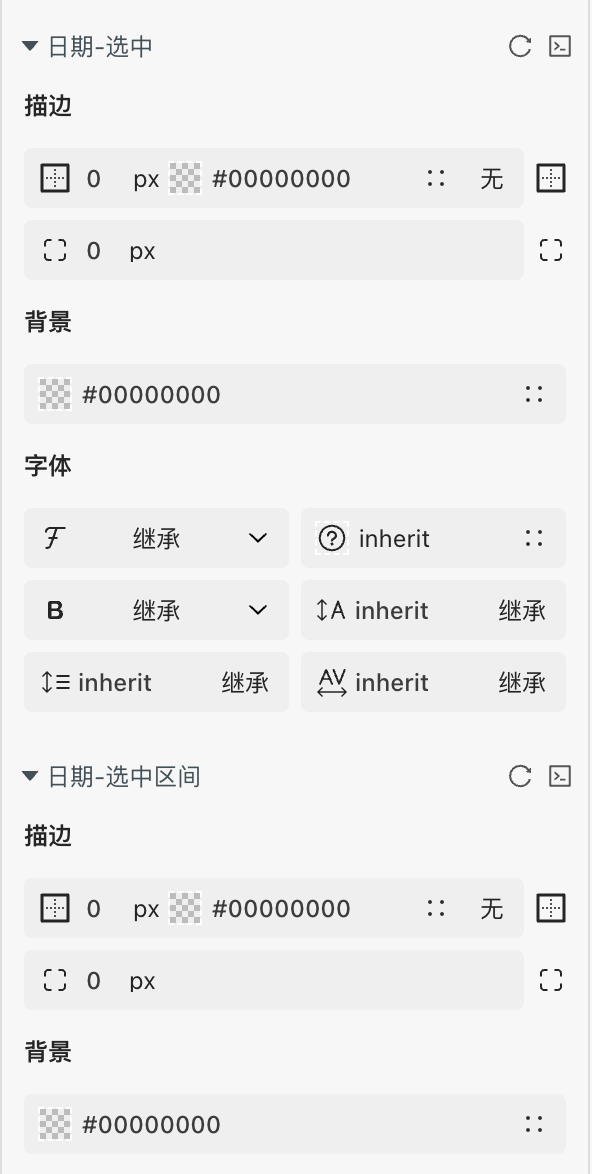 日期-选中
描边
0 px #00000000 无
0 px
背景
#00000000
字体
继承 inherit
B 继承 A inherit 继承
inherit 继承 AV inherit 继承
日期-选中区间
描边
0 px #00000000 无
0 px
背景
#00000000